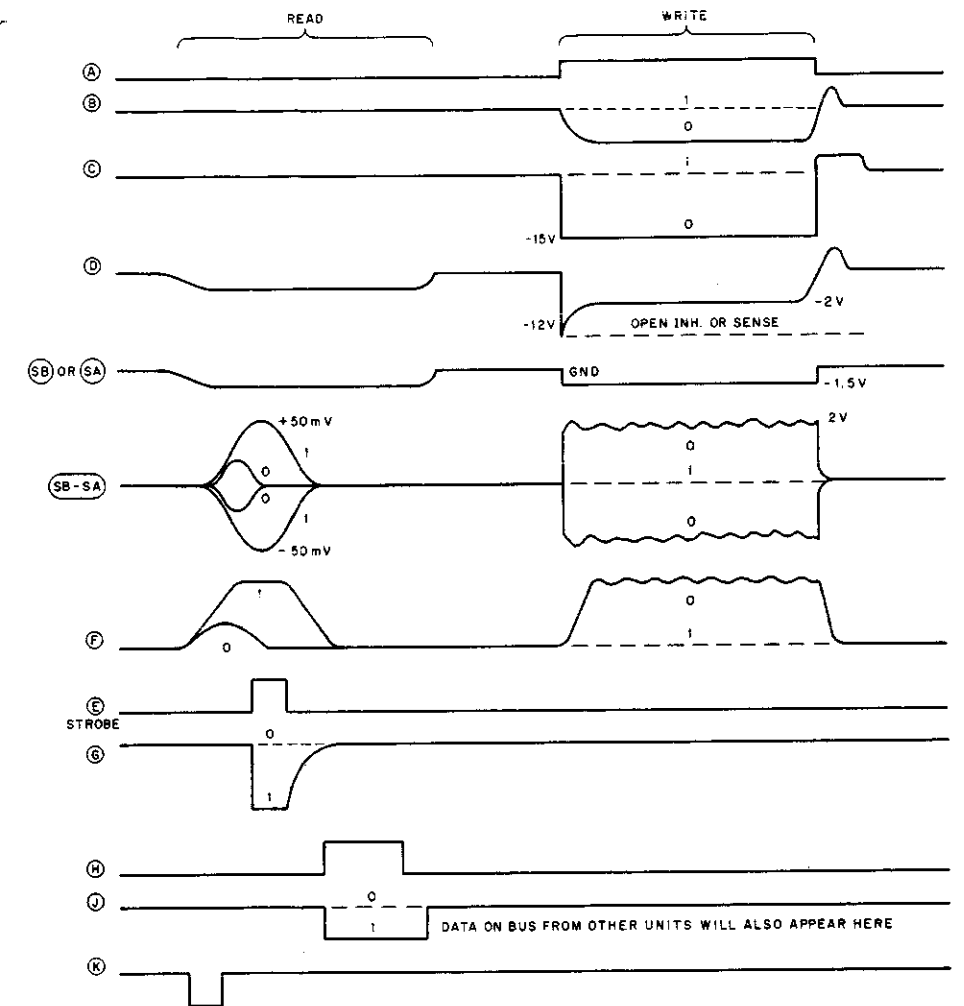 READ
WRITE
A
B
1
0
C
1
0
-15V
D
-2V
-12V
OPEN INH. OR SENSE
SB OR SA
GND
-1.5V
+50mV
2V
1
0
0
SB-SA
0
1
1
0
-50mV
1
0
F
0
1
E
STROBE
0
G
1
H
0
J
1
DATA ON BUS FROM OTHER UNITS WILL ALSO APPEAR HERE
K